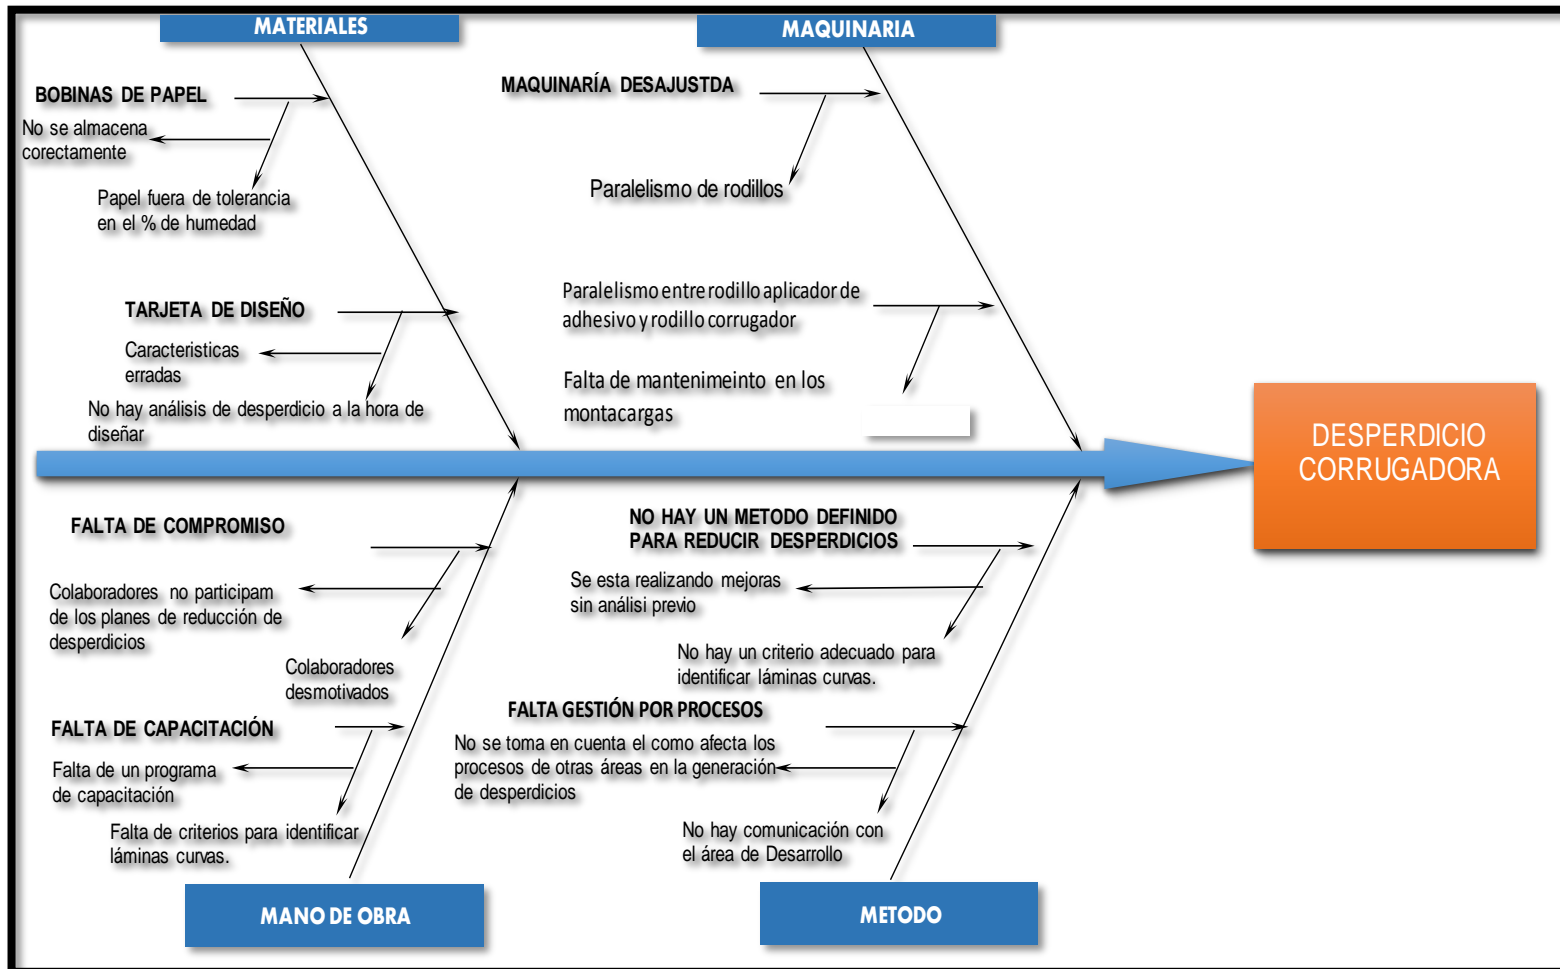 MATERIALES
MAQUINARIA
BOBINAS DE PAPEL
No se almacena
corectamente
Papel fuera de tolerancia
en el % de humedad
TARJETA DE DISEÑO
Caracteristicas
erradas
No hay análisis de desperdicio a la hora de
diseñar
MAQUINARÍA DESAJUSTDA
Paralelismo de rodillos
Paralelismo entre rodillo aplicador de
adhesivo y rodillo corrugador
Falta de mantenimeinto en los
montacargas
DESPERDICIO
CORRUGADORA
FALTA DE COMPROMISO
Colaboradores no participam
de los planes de reducción de
desperdicios
Colaboradores
desmotivados
FALTA DE CAPACITACIÓN
Falta de un programa
de capacitación
Falta de criterios para identificar
láminas curvas.
NO HAY UN METODO DEFINIDO
PARA REDUCIR DESPERDICIOS
Se esta realizando mejoras
sin análisi previo
No hay un criterio adecuado para
identificar láminas curvas.
FALTA GESTIÓN POR PROCESOS
No se toma en cuenta el como afecta los
procesos de otras áreas en la generación
de desperdicios
No hay comunicación con
el área de Desarrollo
MANO DE OBRA
METODO